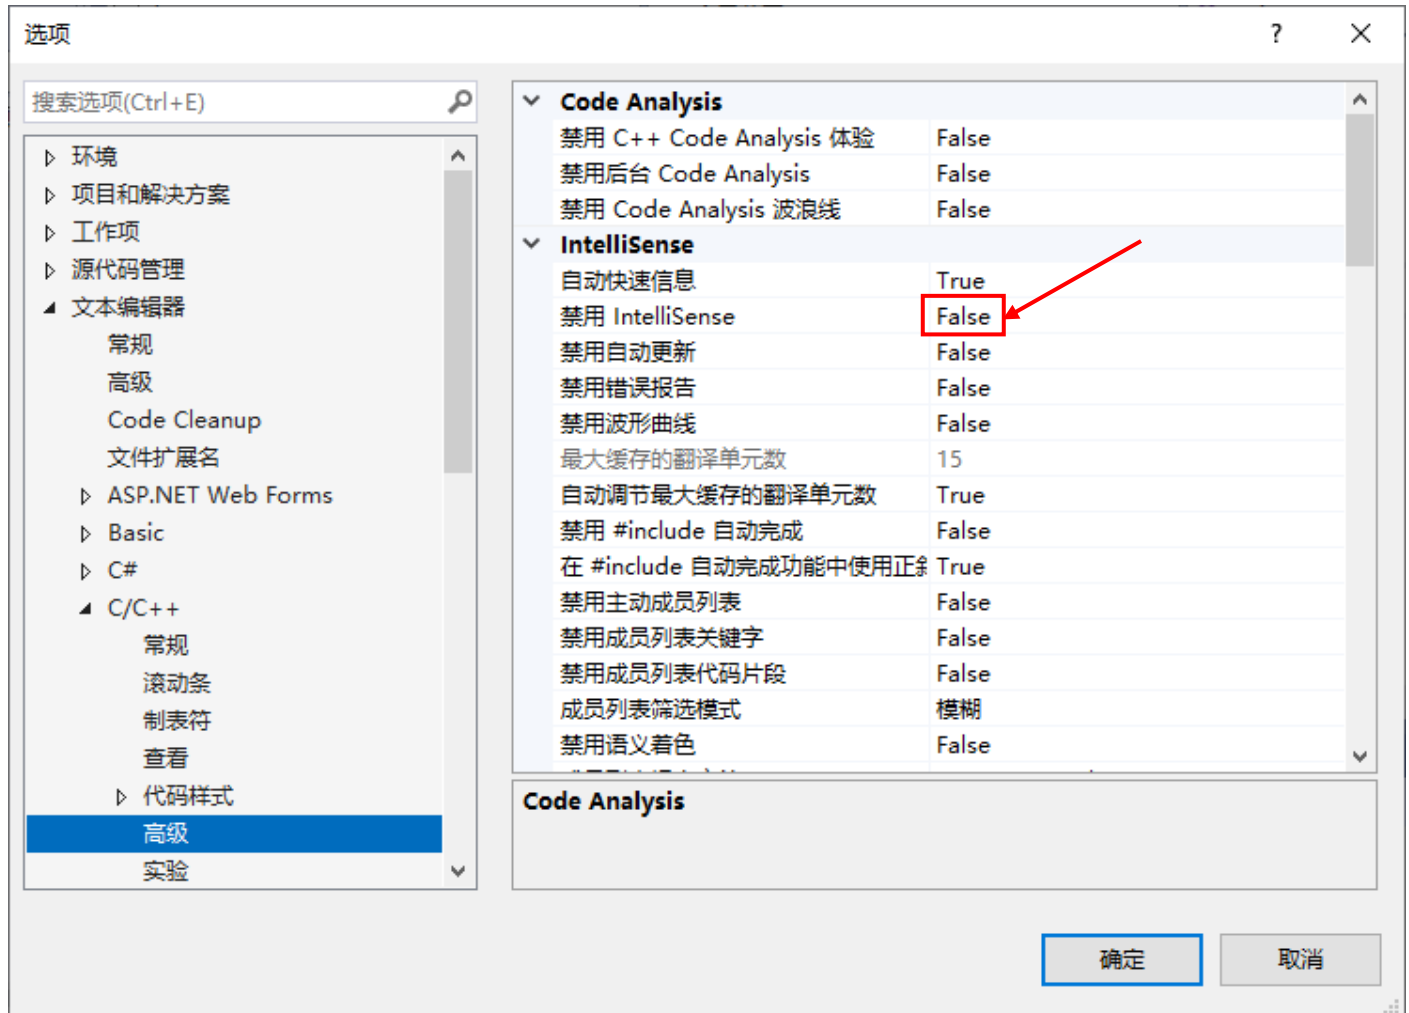 选项
?
搜索选项(Ctrl+E)
环境
项目和解决方案
工作项
源代码管理
文本编辑器
常规
高级
Code Cleanup
文件扩展名
ASP.NET Web Forms
Basic
C#
C/C++
常规
滚动条
制表符
查看
代码样式
高级
实验
Code Analysis
禁用 C++ Code Analysis 体验 False
禁用后台 Code Analysis False
禁用 Code Analysis 波浪线 False
IntelliSense
自动快速信息 True
禁用 IntelliSense False
禁用自动更新 False
禁用错误报告 False
禁用波形曲线 False
最大缓存的翻译单元数 15
自动调节最大缓存的翻译单元数 True
禁用 #include 自动完成 False
在 #include 自动完成功能中使用正斜 True
禁用主动成员列表 False
禁用成员列表关键字 False
禁用成员列表代码片段 False
成员列表筛选模式 模糊
禁用语义着色 False
Code Analysis
确定 取消